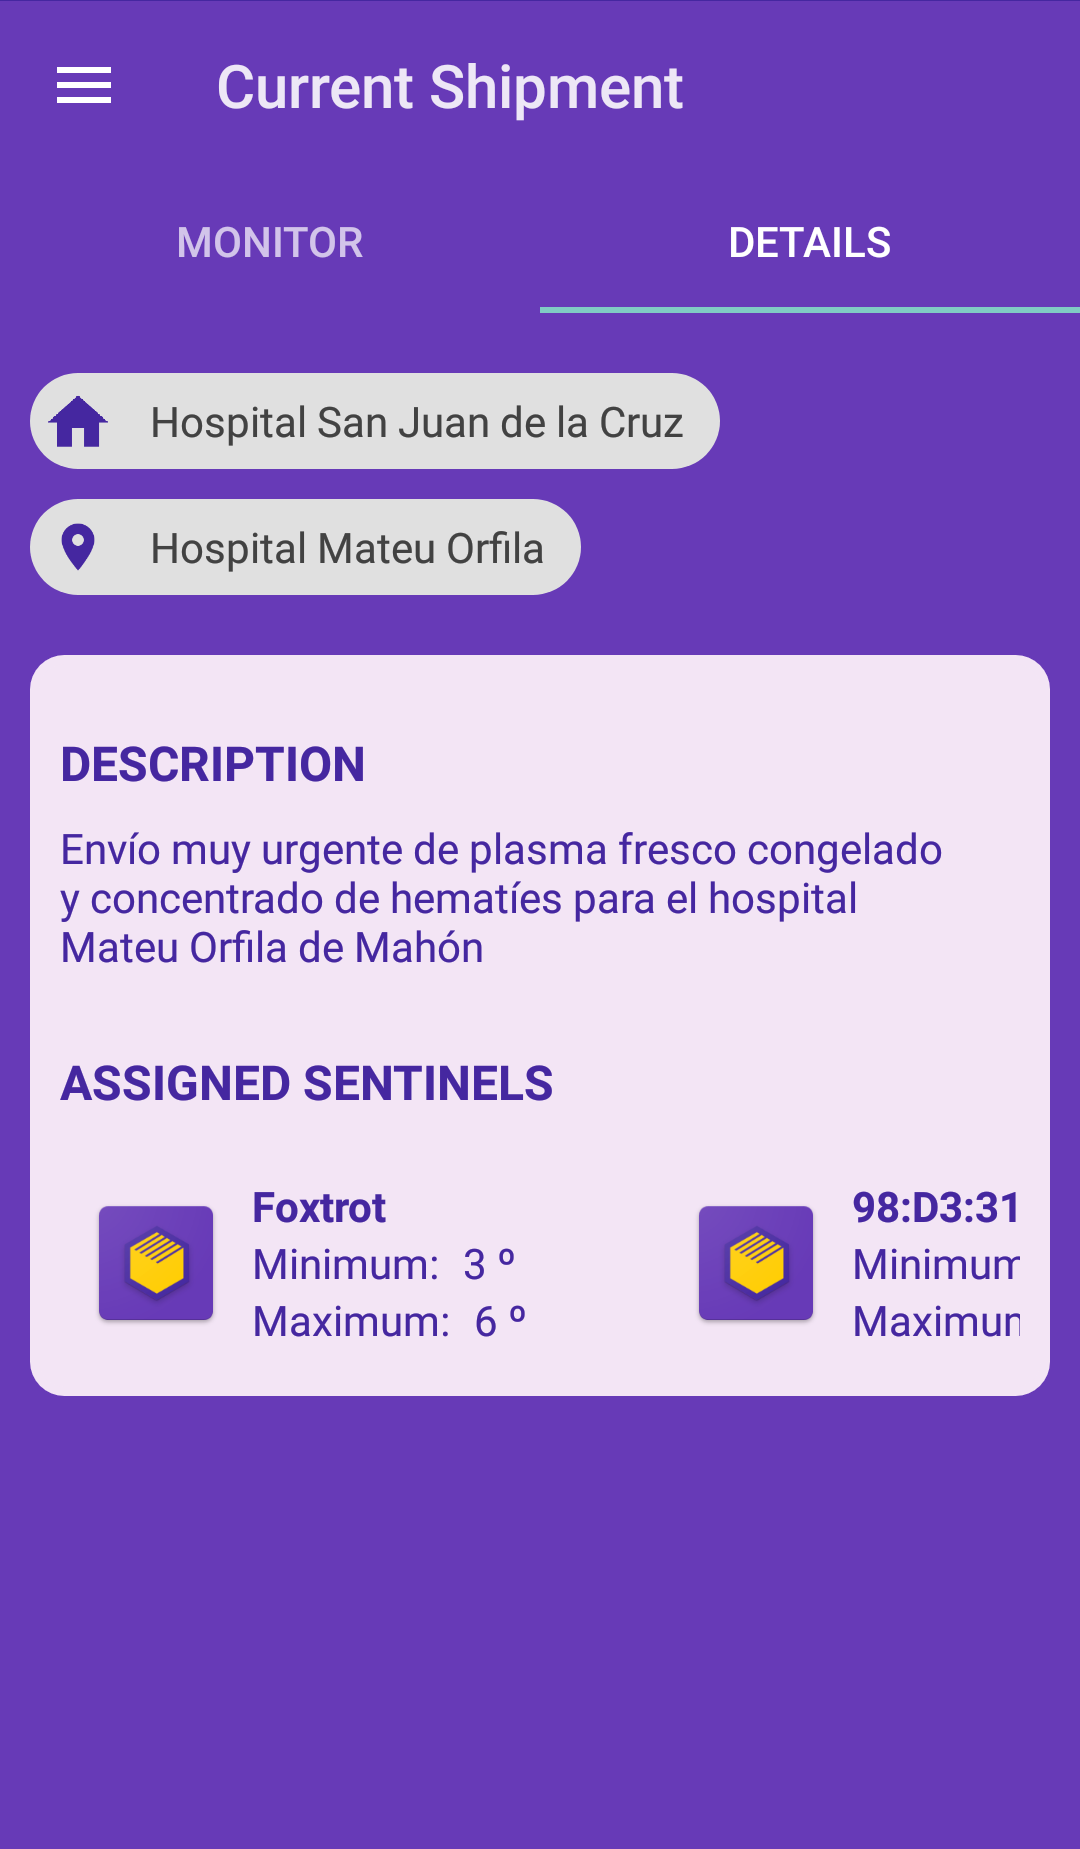 Current Shipment
MONITOR
DETAILS
Hospital San Juan de la Cruz
Hospital Mateu Orfila
DESCRIPTION
Envío muy urgente de plasma fresco congelado
y concentrado de hematíes para el hospital
Mateu Orfila de Mahón
ASSIGNED SENTINELS
Foxtrot
Minimum: 3 º
Maximum: 6 º
98:D3:31
Minimum
Maximum